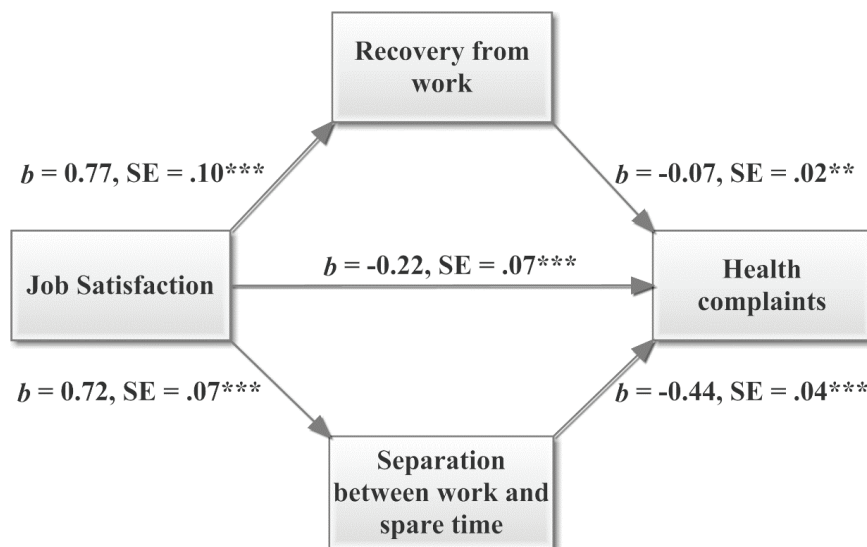 Recovery from
work
b = 0.77, SE = .10***
b = -0.07, SE = .02**
Job Satisfaction
b = -0.22, SE = .07***
Health
complaints
b = 0.72, SE = .07***
b = -0.44, SE = .04***
Separation
between work and
spare time